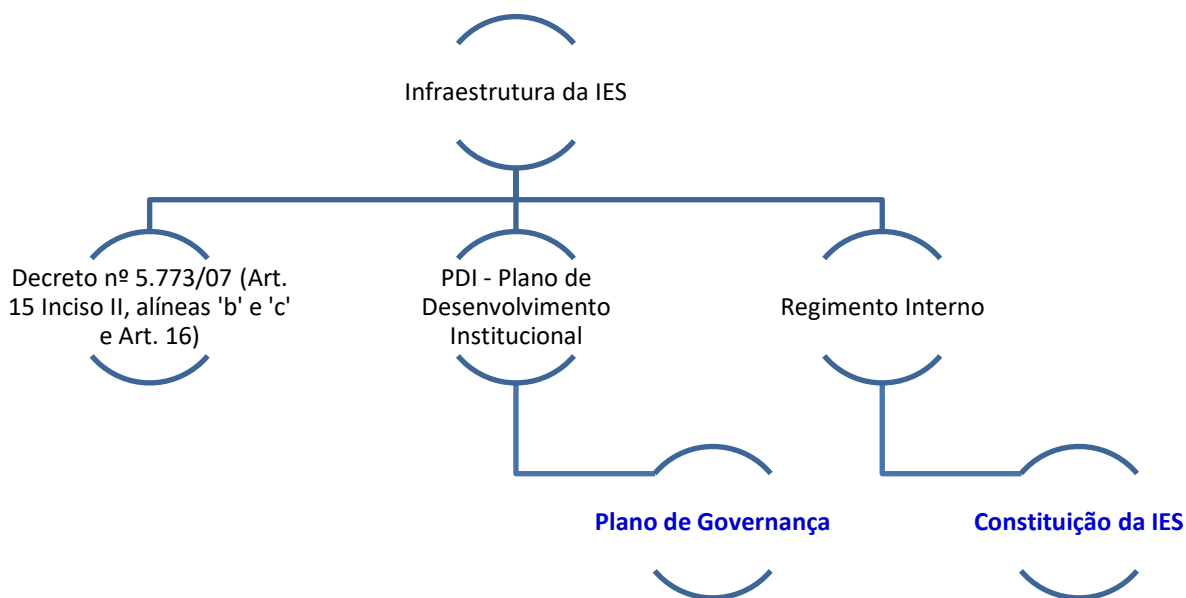 Infraestrutura da IES
Decreto nº 5.773/07 (Art.
15 Inciso II, alíneas 'b' e 'c'
e Art. 16)
PDI - Plano de
Desenvolvimento
Institucional
Regimento Interno
Plano de Governança
Constituição da IES